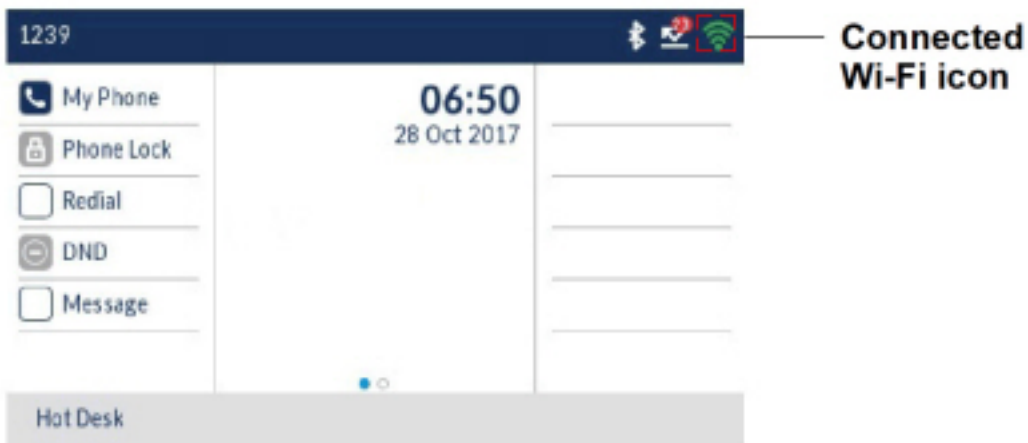 1239
23
Connected
Wi-Fi icon
My Phone
06:50
28 Oct 2017
Phone Lock
Redial
DND
Message
Hot Desk